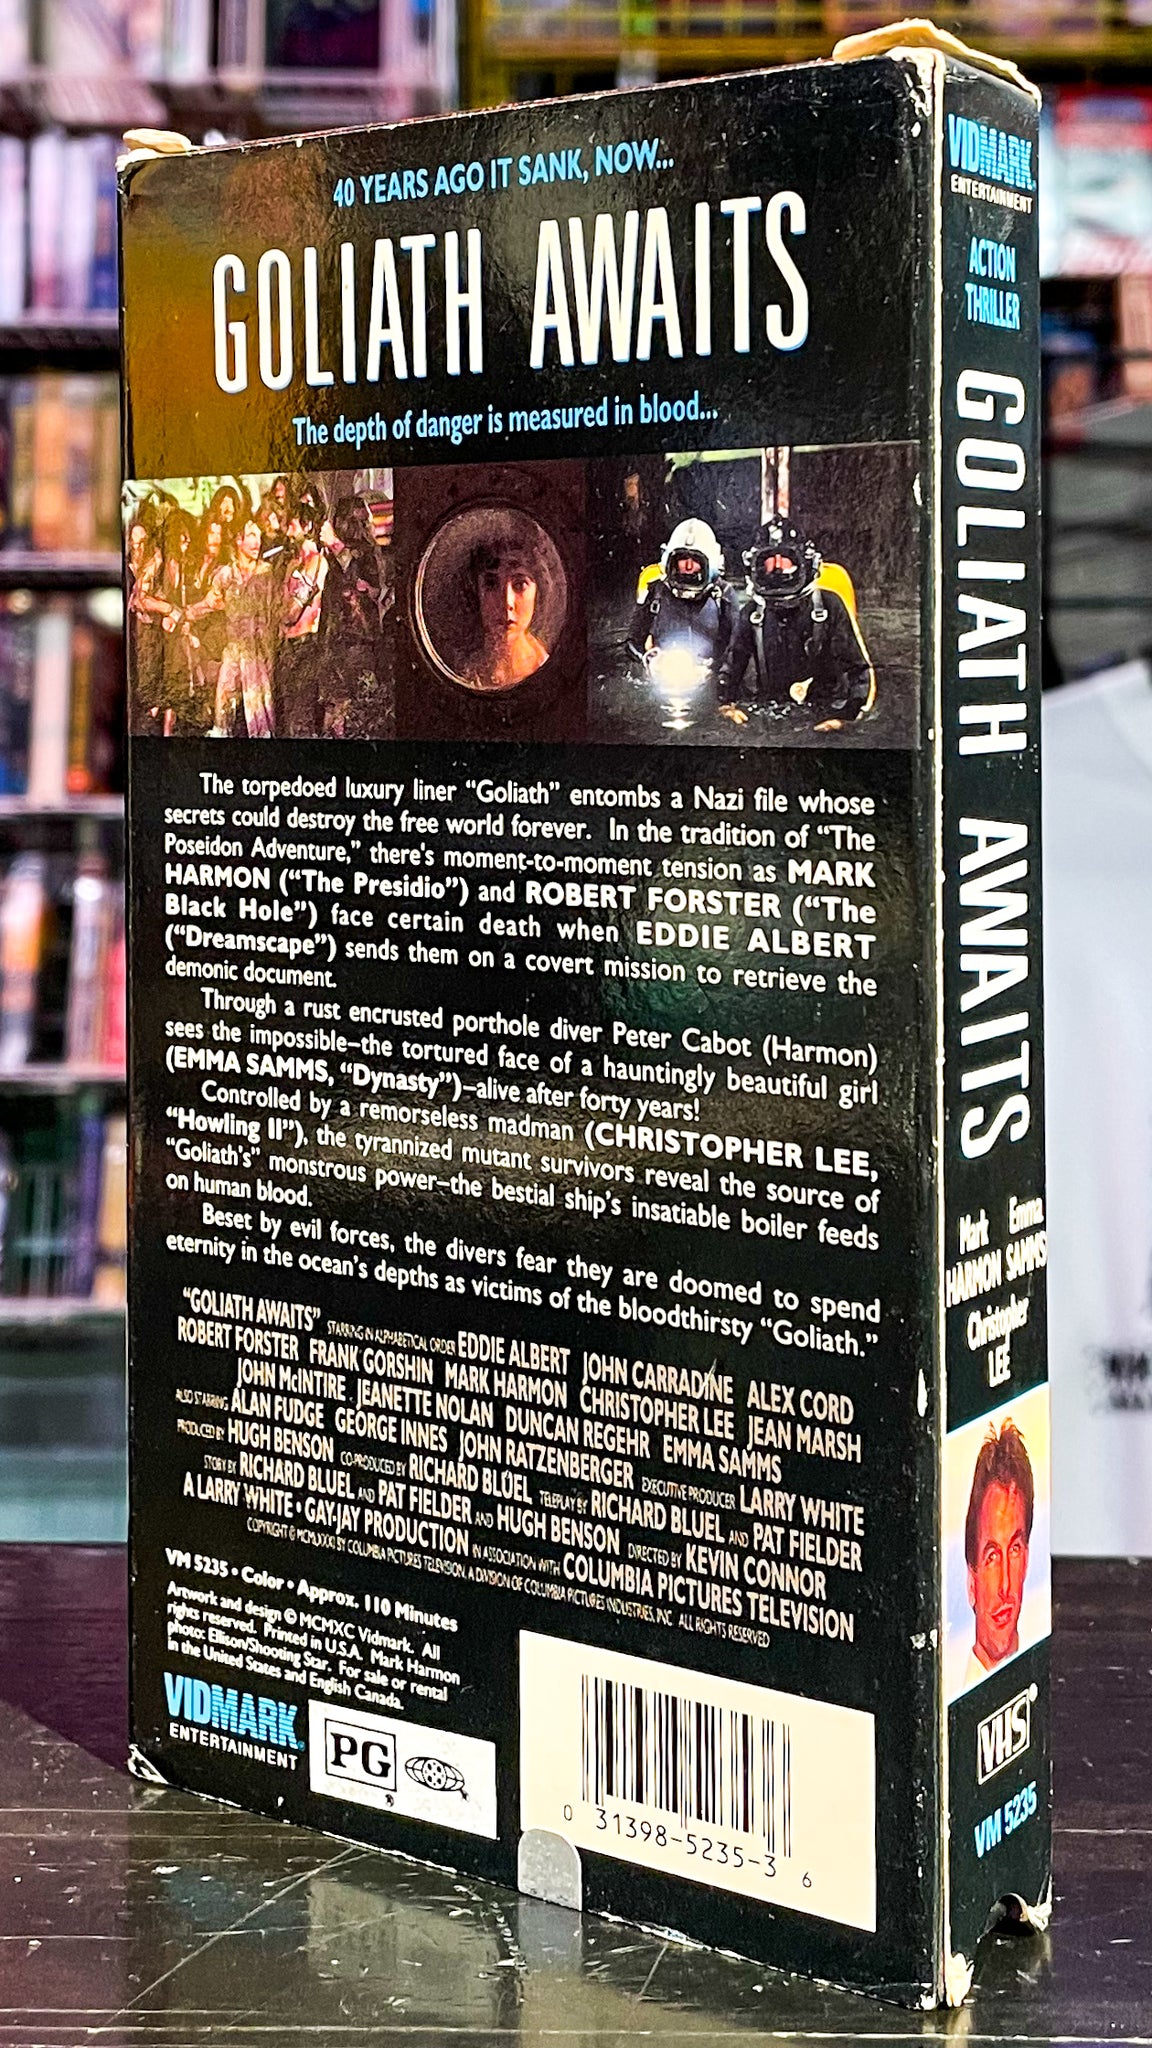 40 YEARS AGO IT SANK, NOW...
GOLIATH AWAITS
The depth of danger is measured in blood...
The torpedoed luxury liner “Goliath” entombs a Nazi file whose
secrets could destroy the free world forever. In the tradition of “The
Poseidon Adventure,” there's moment-to-moment tension as MARK
HARMON (“The Presidio”) and ROBERT FORSTER (“The
Black Hole”) face certain death when EDDIE ALBERT
(“Dreamscape”) sends them on a covert mission to retrieve the
demonic document.
Through a rust encrusted porthole diver Peter Cabot (Harmon)
sees the impossible–the tortured face of a hauntingly beautiful girl
(EMMA SAMMS, “Dynasty”)–alive after forty years!
Controlled by a remorseless madman (CHRISTOPHER LEE,
“Howling II”), the tyrannized mutant survivors reveal the source of
“Goliath's” monstrous power–the bestial ship's insatiable boiler feeds
on human blood.
Beset by evil forces, the divers fear they are doomed to spend
eternity in the ocean's depths as victims of the bloodthirsty “Goliath.”
“GOLIATH AWAITS” STARRING IN ALPHABETICAL ORDER EDDIE ALBERT JOHN CARRADINE ALEX CORD
ROBERT FORSTER FRANK GORSHIN MARK HARMON CHRISTOPHER LEE JEAN MARSH
JOHN McINTIRE JEANETTE NOLAN DUNCAN REGEHR EMMA SAMMS
ALSO STARRING ALAN FUDGE GEORGE INNES JOHN RATZENBERGER EXECUTIVE PRODUCER LARRY WHITE
PRODUCED BY HUGH BENSON CO-PRODUCED BY RICHARD BLUEL TELEPLAY BY RICHARD BLUEL AND PAT FIELDER
STORY BY RICHARD BLUEL AND PAT FIELDER AND HUGH BENSON DIRECTED BY KEVIN CONNOR
A LARRY WHITE • GAY-JAY PRODUCTION IN ASSOCIATION WITH COLUMBIA PICTURES TELEVISION
COPYRIGHT © MCMLXXXI BY COLUMBIA PICTURES TELEVISION, A DIVISION OF COLUMBIA PICTURES INDUSTRIES, INC. ALL RIGHTS RESERVED
VM 5235 • Color • Approx. 110 Minutes
Artwork and design © MCMXC Vidmark. All
rights reserved. Printed in U.S.A. Mark Harmon
photo: Ellison/Shooting Star. For sale or rental
in the United States and English Canada.
VIDMARK®
ENTERTAINMENT
PG
®
0 31398-5235-3 6
VIDMARK®
ENTERTAINMENT
ACTION
THRILLER
GOLIATH AWAITS
Mark Emma
HARMON SAMMS
Christopher
LEE
VHS®
VM 5235